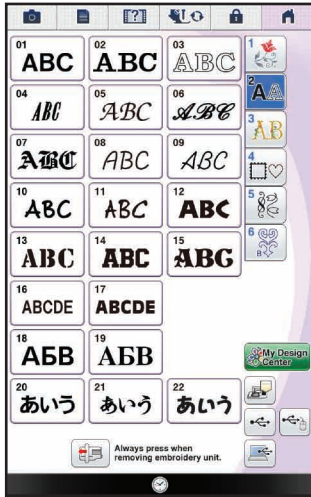 ?
01 02 03
ABC ABC ABC
04 05 06
ABC ABC ABC
07 08 09
ABC ABC ABC
10 11 12
ABC ABC ABC
13 14 15
ABC ABC ABC
16 17
ABCDE ABCDE
18 19
АБВ АБВ
20 21 22
あいう あいう あいう
Always press when
removing embroidery unit.
1
2
AA
3
AB
4
5
6
B
My Design
Center